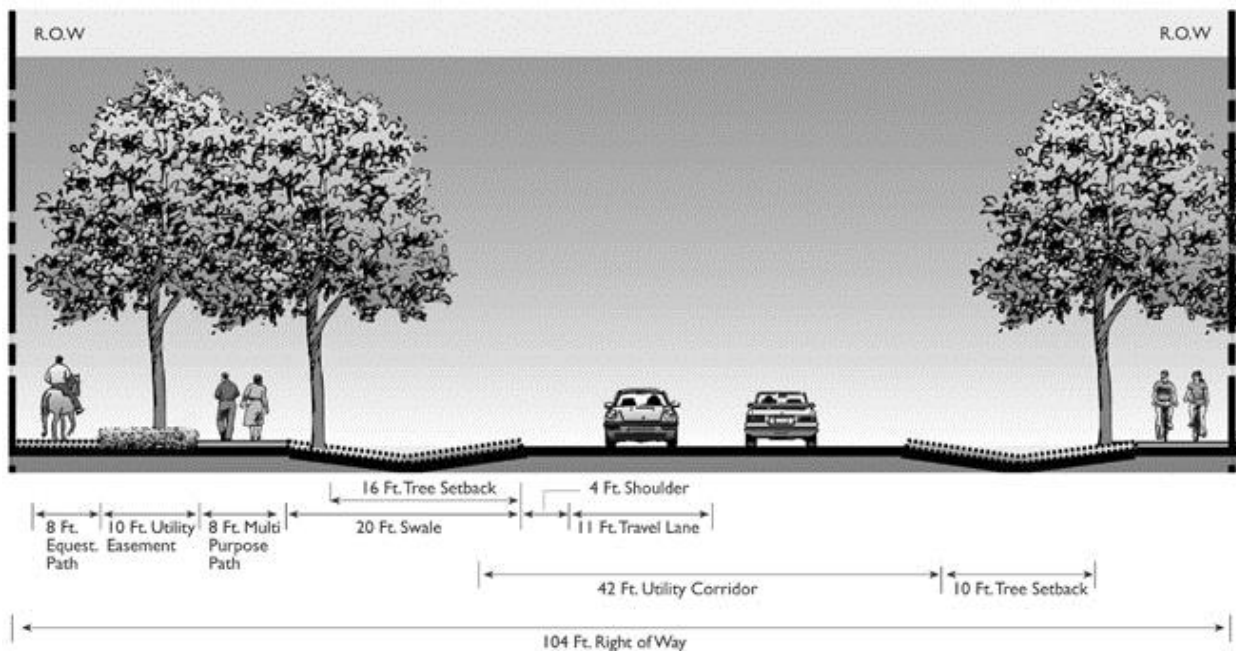 R.O.W
R.O.W
16 Ft. Tree Setback
4 Ft. Shoulder
8 Ft.
Equest.
Path
10 Ft. Utility
Easement
8 Ft. Multi
Purpose
Path
20 Ft. Swale
11 Ft. Travel Lane
42 Ft. Utility Corridor
10 Ft. Tree Setback
104 Ft. Right of Way